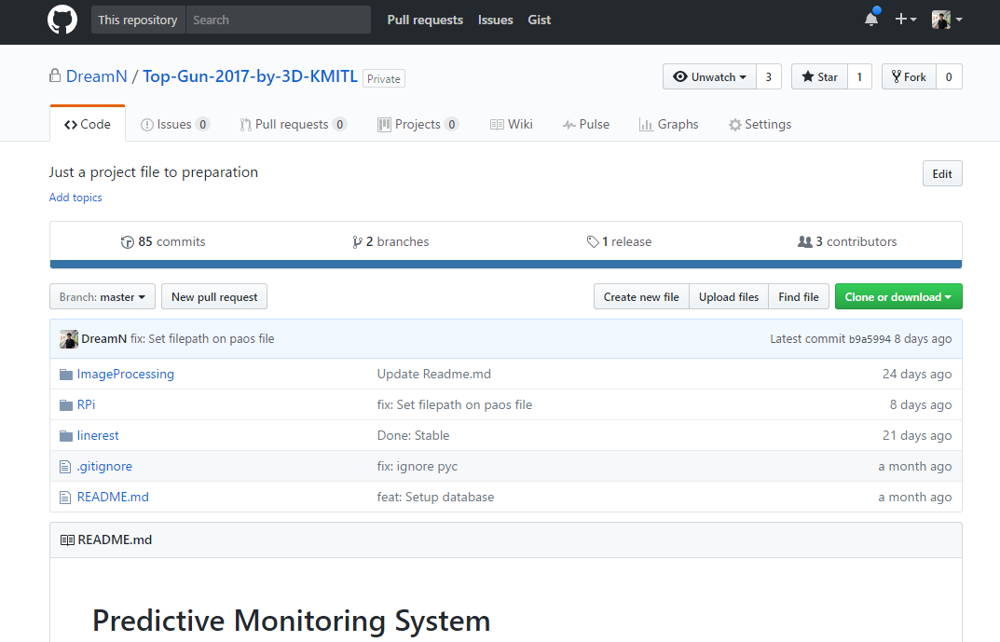 This repository Search Pull requests Issues Gist
DreamN / Top-Gun-2017-by-3D-KMITL Private Unwatch 3 Star 1 Fork 0
Code Issues 0 Pull requests 0 Projects 0 Wiki Pulse Graphs Settings
Just a project file to preparation Edit
Add topics
85 commits 2 branches 1 release 3 contributors
Branch: master New pull request Create new file Upload files Find file Clone or download
DreamN fix: Set filepath on paos file Latest commit b9a5994 8 days ago
ImageProcessing Update Readme.md 24 days ago
RPi fix: Set filepath on paos file 8 days ago
linerest Done: Stable 21 days ago
.gitignore fix: ignore pyc a month ago
README.md feat: Setup database a month ago
README.md
Predictive Monitoring System